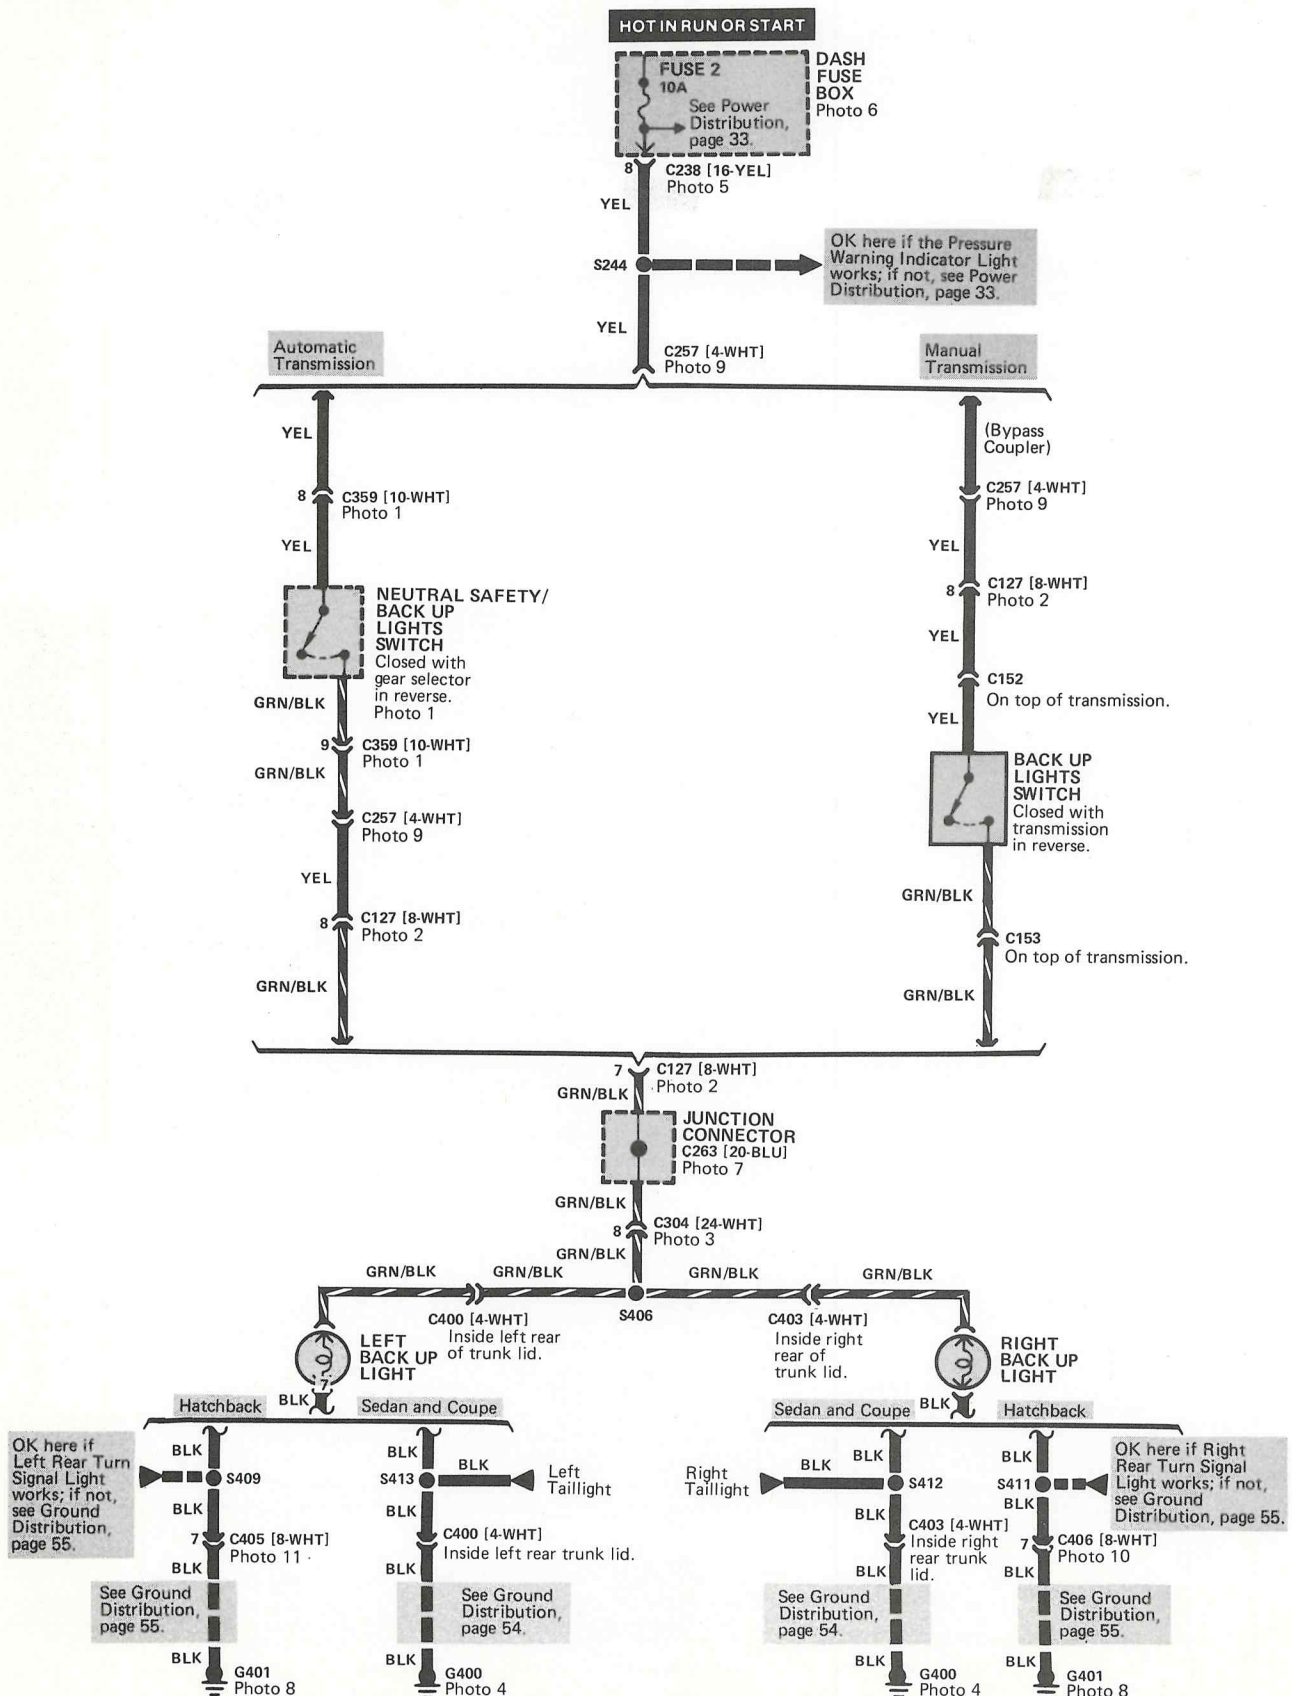 HOT IN RUN OR START
FUSE 2
10A
See Power
Distribution,
page 33.
DASH
FUSE
BOX
Photo 6
8
C238 [16-YEL]
Photo 5
YEL
S244
OK here if the Pressure
Warning Indicator Light
works; if not, see Power
Distribution, page 33.
YEL
C257 [4-WHT]
Photo 9
Automatic
Transmission
Manual
Transmission
YEL
8
C359 [10-WHT]
Photo 1
YEL
NEUTRAL SAFETY/
BACK UP
LIGHTS
SWITCH
Closed with
gear selector
in reverse.
Photo 1
GRN/BLK
9
C359 [10-WHT]
Photo 1
GRN/BLK
C257 [4-WHT]
Photo 9
YEL
8
C127 [8-WHT]
Photo 2
GRN/BLK
(Bypass
Coupler)
C257 [4-WHT]
Photo 9
YEL
8
C127 [8-WHT]
Photo 2
YEL
C152
On top of transmission.
YEL
BACK UP
LIGHTS
SWITCH
Closed with
transmission
in reverse.
GRN/BLK
C153
On top of transmission.
GRN/BLK
7
C127 [8-WHT]
Photo 2
GRN/BLK
JUNCTION
CONNECTOR
C263 [20-BLU]
Photo 7
GRN/BLK
8
C304 [24-WHT]
Photo 3
GRN/BLK
GRN/BLK
GRN/BLK
GRN/BLK
GRN/BLK
S406
C400 [4-WHT]
Inside left rear
of trunk lid.
C403 [4-WHT]
Inside right
rear of
trunk lid.
LEFT
BACK UP
LIGHT
7
BLK
RIGHT
BACK UP
LIGHT
BLK
Hatchback
Sedan and Coupe
Sedan and Coupe
Hatchback
OK here if
Left Rear Turn
Signal Light
works; if not,
see Ground
Distribution,
page 55.
BLK
S409
BLK
7
C405 [8-WHT]
Photo 11
BLK
See Ground
Distribution,
page 55.
BLK
G401
Photo 8
BLK
S413
BLK
Left
Taillight
BLK
C400 [4-WHT]
Inside left rear trunk lid.
BLK
See Ground
Distribution,
page 54.
BLK
G400
Photo 4
Right
Taillight
BLK
BLK
S412
BLK
C403 [4-WHT]
Inside right
rear trunk
lid.
BLK
See Ground
Distribution,
page 54.
BLK
G400
Photo 4
BLK
S411
BLK
OK here if Right
Rear Turn Signal
Light works; if not,
see Ground
Distribution, page 55.
7
C406 [8-WHT]
Photo 10
BLK
See Ground
Distribution,
page 55.
BLK
G401
Photo 8